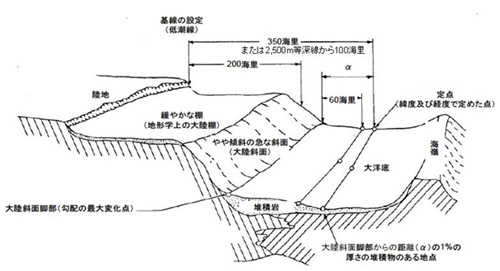 基線の設定
(低潮線)
350海里
または2,500m等深線から100海里
200海里
α
60海里
定点
(緯度及び経度で定めた点)
陸地
緩やかな棚
(地形学上の大陸棚)
やや傾斜の急な斜面
(大陸斜面)
大洋底
海嶺
大陸斜面脚部(勾配の最大変化点)
堆積岩
大陸斜面脚部からの距離(α)の1%の
厚さの堆積物のある地点